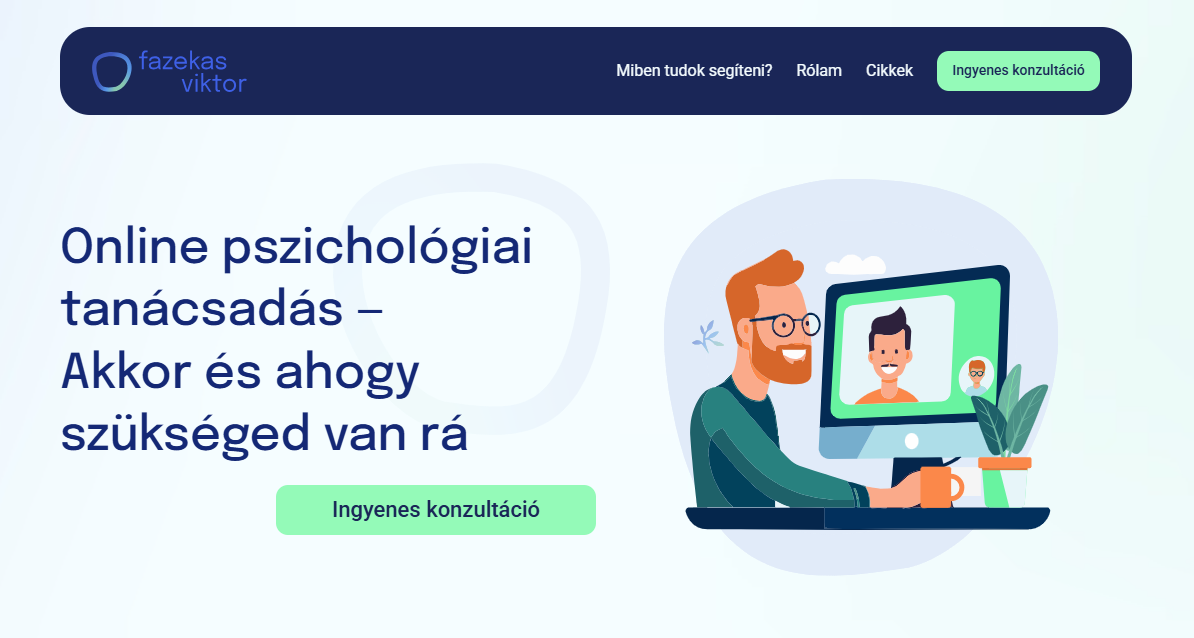 fazekas
viktor
Miben tudok segíteni?
Rólam
Cikkek
Ingyenes konzultáció
Online pszichológiai
tanácsadás –
Akkor és ahogy
szükséged van rá
Ingyenes konzultáció